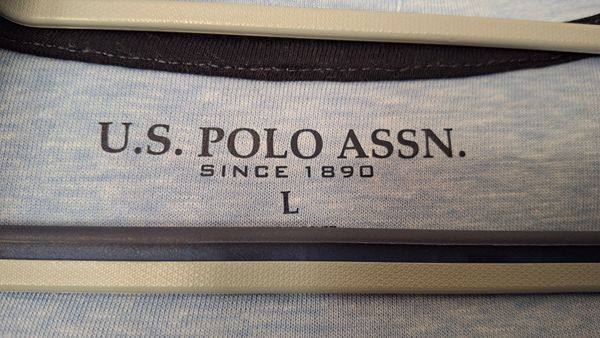 U.S. POLO ASSN.
SINCE 1890
L